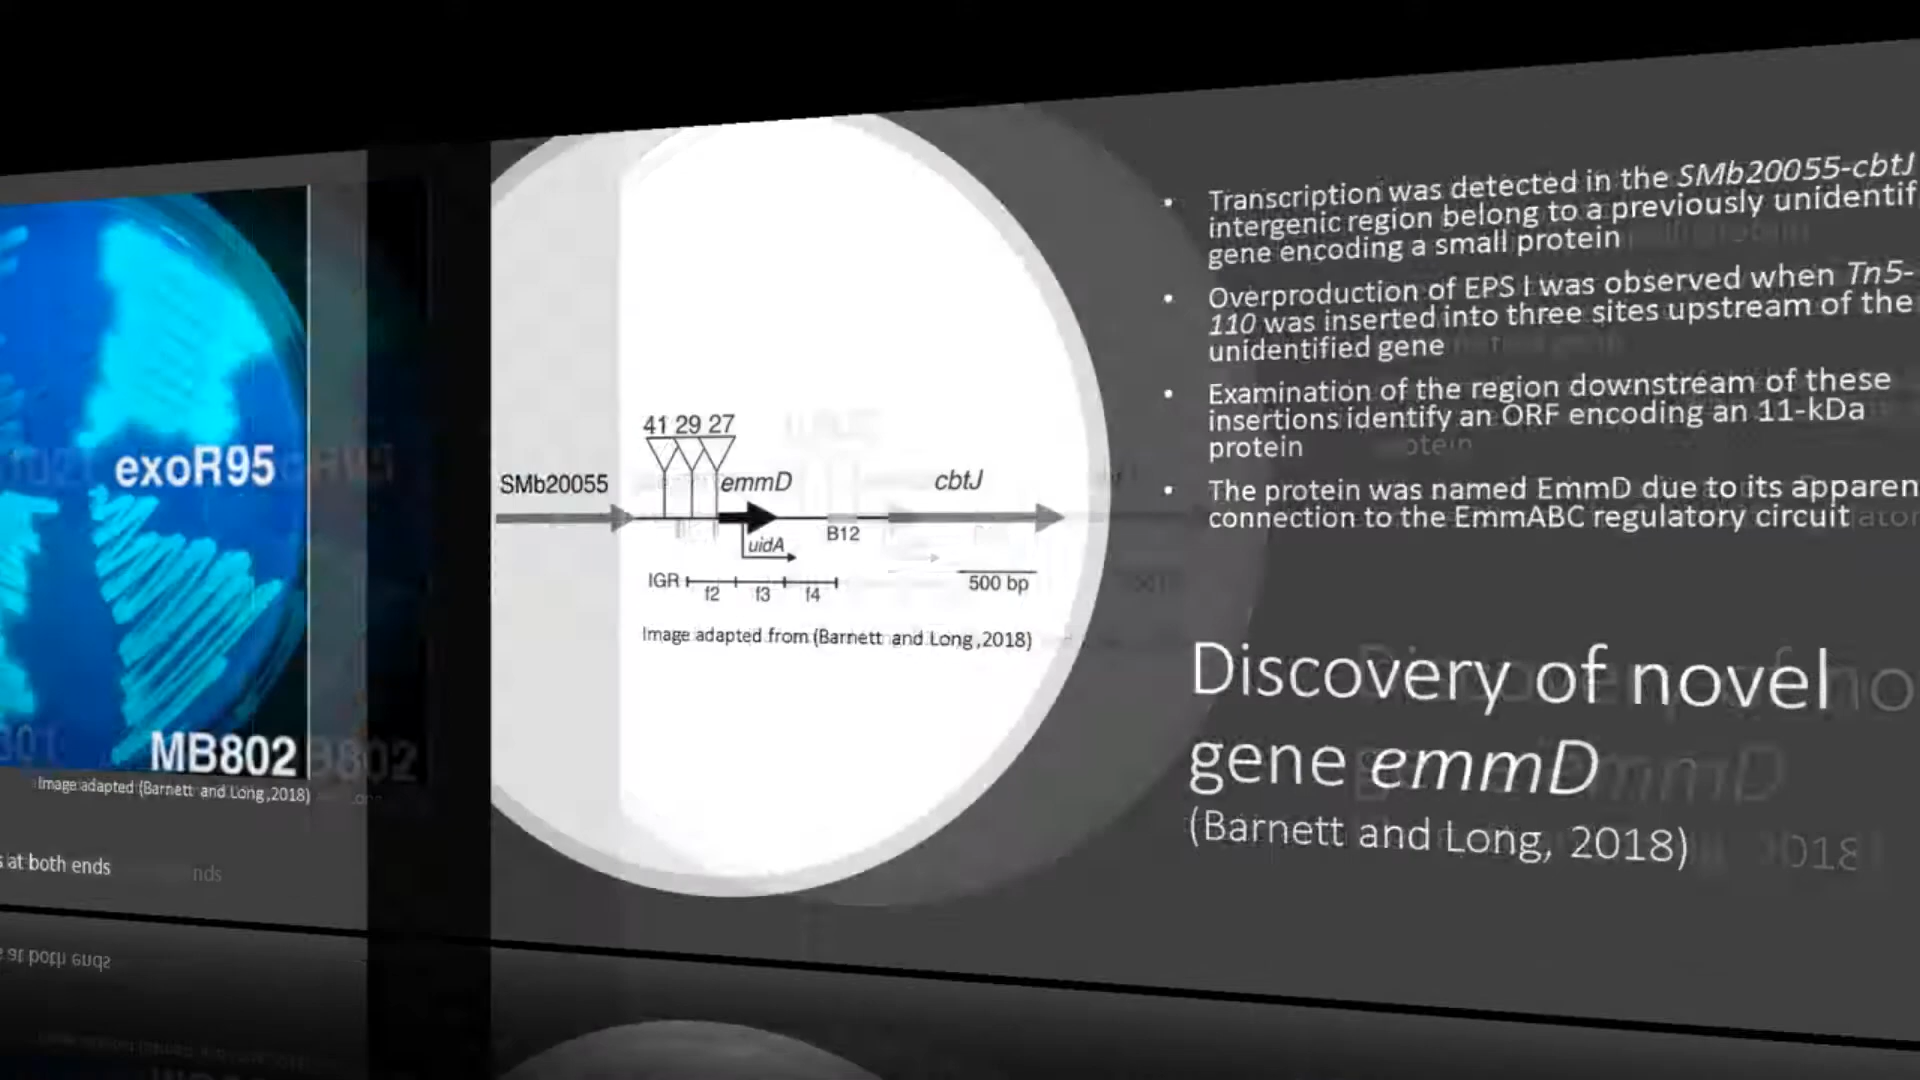 exoR95
MB802
Image adapted (Barnett and Long,2018)
at both ends
41 29 27
SMb20055
emmD
cbtJ
uidA
B12
IGR
f2
f3
f4
500 bp
Image adapted from (Barnett and Long,2018)
• Transcription was detected in the SMb20055-cbtJ
intergenic region belong to a previously unidentif
gene encoding a small protein
• Overproduction of EPS I was observed when Tn5-
110 was inserted into three sites upstream of the
unidentified gene
• Examination of the region downstream of these
insertions identify an ORF encoding an 11-kDa
protein
• The protein was named EmmD due to its apparen
connection to the EmmABC regulatory circuit
Discovery of novel
gene emmD
(Barnett and Long, 2018)